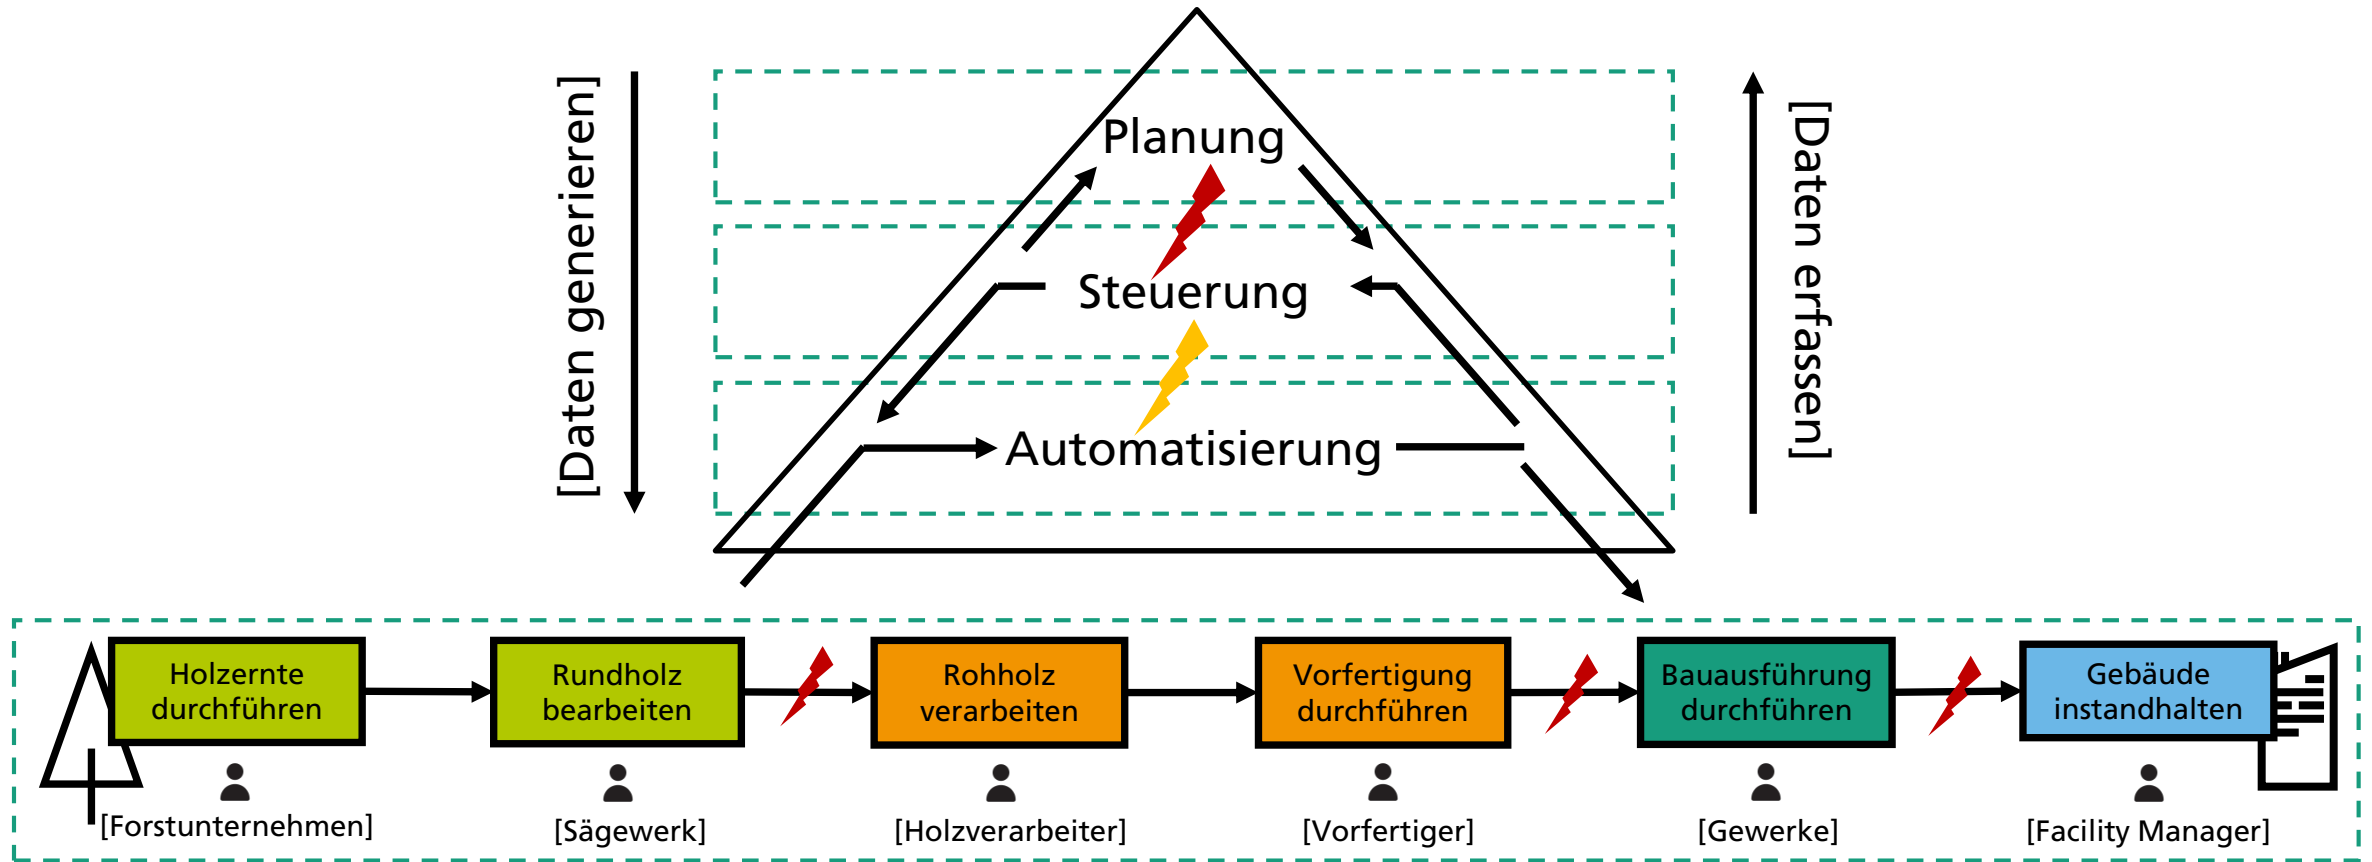 [Daten generieren]
Planung
Steuerung
Automatisierung
[Daten erfassen]
Holzernte
durchführen
Rundholz
bearbeiten
Rohholz
verarbeiten
Vorfertigung
durchführen
Bauausführung
durchführen
Gebäude
instandhalten
[Forstunternehmen]
[Sägewerk]
[Holzverarbeiter]
[Vorfertiger]
[Gewerke]
[Facility Manager]